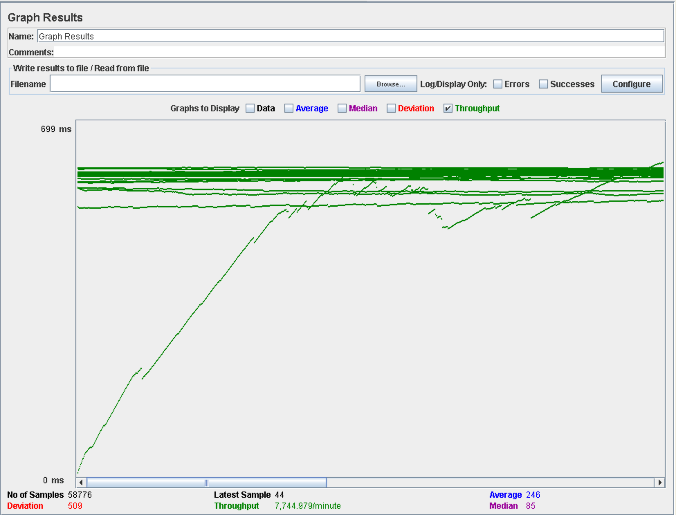 Graph Results
Name: Graph Results
Comments:
Write results to file / Read from file
Filename Browse... Log/Display Only: Errors Successes Configure
Graphs to Display Data Average Median Deviation Throughput
699 ms
0 ms
No of Samples 58776 Latest Sample 44 Average 246
Deviation 509 Throughput 7,744.979/minute Median 85